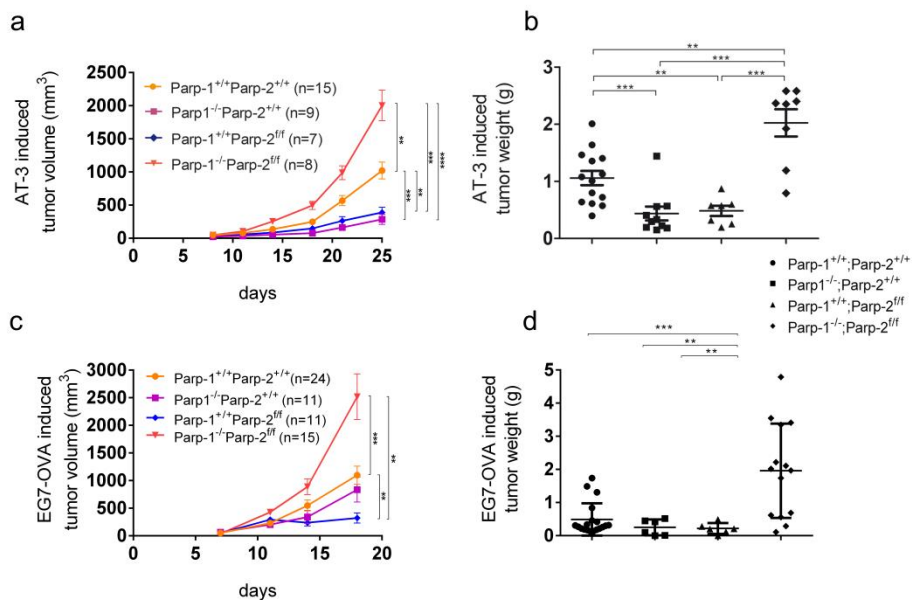 a
AT-3 induced
tumor volume (mm³)
2500
2000
1500
1000
500
0
Parp-1⁺/⁺Parp-2⁺/⁺ (n=15)
Parp1⁻/⁻Parp-2⁺/⁺ (n=9)
Parp-1⁺/⁺Parp-2ᶠ/ᶠ (n=7)
Parp-1⁻/⁻Parp-2ᶠ/ᶠ (n=8)
**
***
**
***
****
0 5 10 15 20 25
days
b
AT-3 induced
tumor weight (g)
3
2
1
0
**
***
**
***
***
Parp-1⁺/⁺;Parp-2⁺/⁺
Parp1⁻/⁻;Parp-2⁺/⁺
Parp-1⁺/⁺;Parp-2ᶠ/ᶠ
Parp-1⁻/⁻;Parp-2ᶠ/ᶠ
c
EG7-OVA induced
tumor volume (mm³)
3000
2500
2000
1500
1000
500
0
Parp-1⁺/⁺Parp-2⁺/⁺(n=24)
Parp1⁻/⁻Parp-2⁺/⁺ (n=11)
Parp-1⁺/⁺Parp-2ᶠ/ᶠ (n=11)
Parp-1⁻/⁻Parp-2ᶠ/ᶠ (n=15)
***
**
**
0 5 10 15 20
days
d
EG7-OVA induced
tumor weight (g)
5
4
3
2
1
0
***
**
**